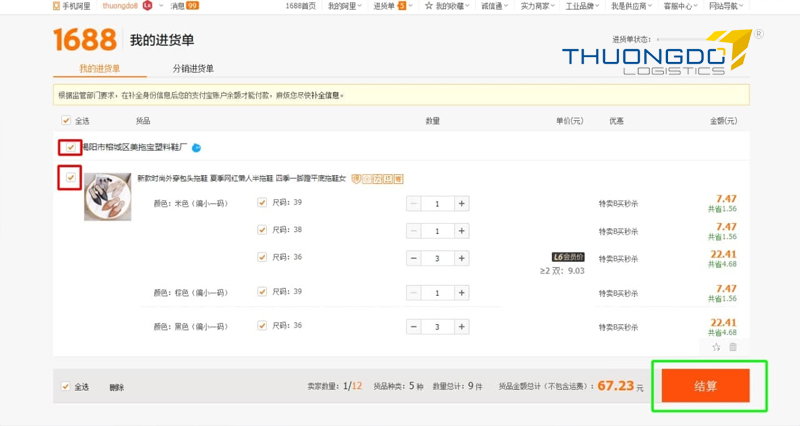 手机阿里 thuongdo8 L6 消息 99 1688首页 我的阿里 进货单 5 我的收藏 诚信通 实力商家 工业品牌 我是供应商 客服中心 网站导航
1688 我的进货单
进货单状态：
THUONGDO
LOGISTICS
®
我的进货单 分销进货单
根据监管部门要求，在补全身份信息后您的支付宝账户余额才能付款，麻烦您尽快补全信息。
全选 货品 数量 单价(元) 优惠 金额(元)
揭阳市榕城区美拖宝塑料鞋厂
新款时尚外穿包头拖鞋 夏季网红懒人半拖鞋 四季一脚蹬平底拖鞋女
颜色：米色（偏小一码） 尺码：39 − 1 + 特卖8买秒杀 7.47
共省1.56
尺码：38 − 1 + 特卖8买秒杀 7.47
共省1.56
尺码：36 − 3 + L6会员价 特卖8买秒杀 22.41
≥2 双：9.03 共省4.68
颜色：棕色（偏小一码） 尺码：39 − 1 + 特卖8买秒杀 7.47
共省1.56
颜色：黑色（偏小一码） 尺码：36 − 3 + 特卖8买秒杀 22.41
共省4.68
全选 删除 卖家数量：1/12 货品种类：5 种 数量总计：9 件 货品金额总计（不包含运费）：67.23 元 结算